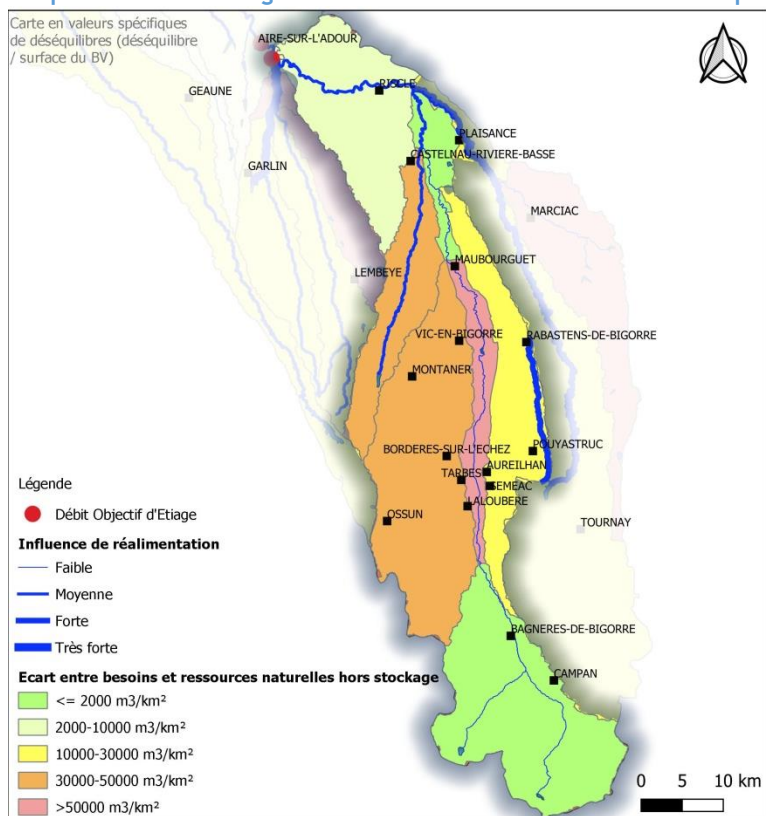 Carte en valeurs spécifiques
de déséquilibres (déséquilibre
/ surface du BV)
AIRE-SUR-L'ADOUR
GEAUNE
RISCLE
PLAISANCE
CASTELNAU-RIVIERE-BASSE
GARLIN
MARCIAC
MAUBOURGUET
LEMBEYE
VIC-EN-BIGORRE
RABASTENS-DE-BIGORRE
MONTANER
BORDERES-SUR-L'ECHEZ
POUYASTRUC
AUREILHAN
TARBES
SEMEAC
LALOUBERE
OSSUN
TOURNAY
BAGNERES-DE-BIGORRE
CAMPAN
Légende
Débit Objectif d'Etiage
Influence de réalimentation
Faible
Moyenne
Forte
Très forte
Ecart entre besoins et ressources naturelles hors stockage
<= 2000 m3/km²
2000-10000 m3/km²
10000-30000 m3/km²
30000-50000 m3/km²
>50000 m3/km²
0 5 10 km